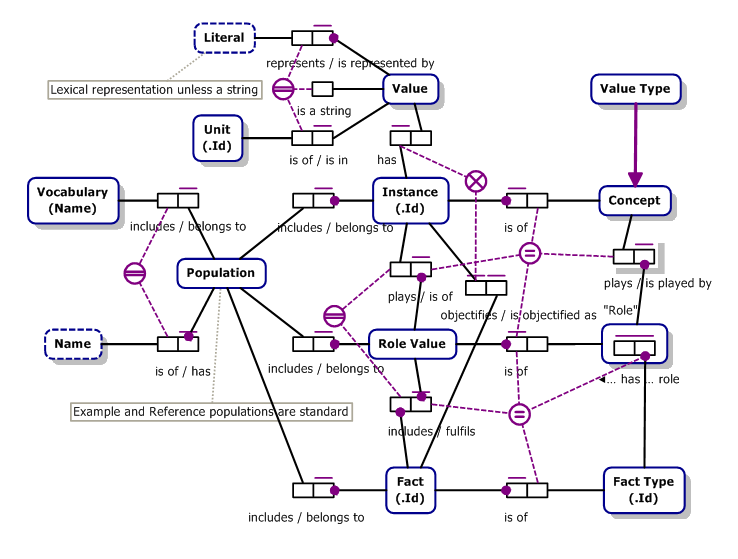 Literal
represents / is represented by
Lexical representation unless a string
Value
Value Type
is a string
Unit
(.Id)
is of / is in
has
Vocabulary
(Name)
Instance
(.Id)
Concept
includes / belongs to
includes / belongs to
is of
Population
plays / is of
plays / is played by
objectifies / is objectified as
"Role"
Name
Role Value
is of / has
includes / belongs to
is of
◄... has ... role
Example and Reference populations are standard
includes / fulfils
Fact
(.Id)
Fact Type
(.Id)
includes / belongs to
is of